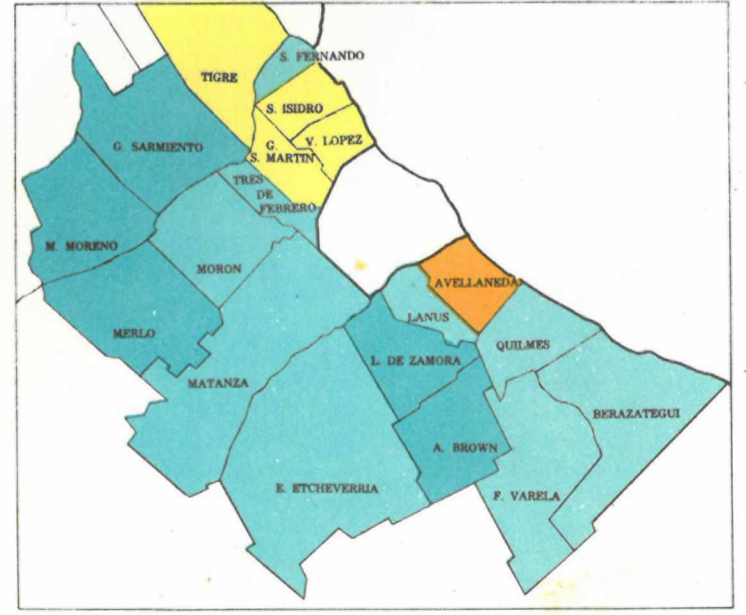 S. FERNANDO
TIGRE
S. ISIDRO
V. LOPEZ
G.
S. MARTIN
G. SARMIENTO
TRES
DE
FEBRERO
M. MORENO
MORON
AVELLANEDA
LANUS
MERLO
QUILMES
L. DE ZAMORA
MATANZA
BERAZATEGUI
A. BROWN
E. ETCHEVERRIA
F. VARELA